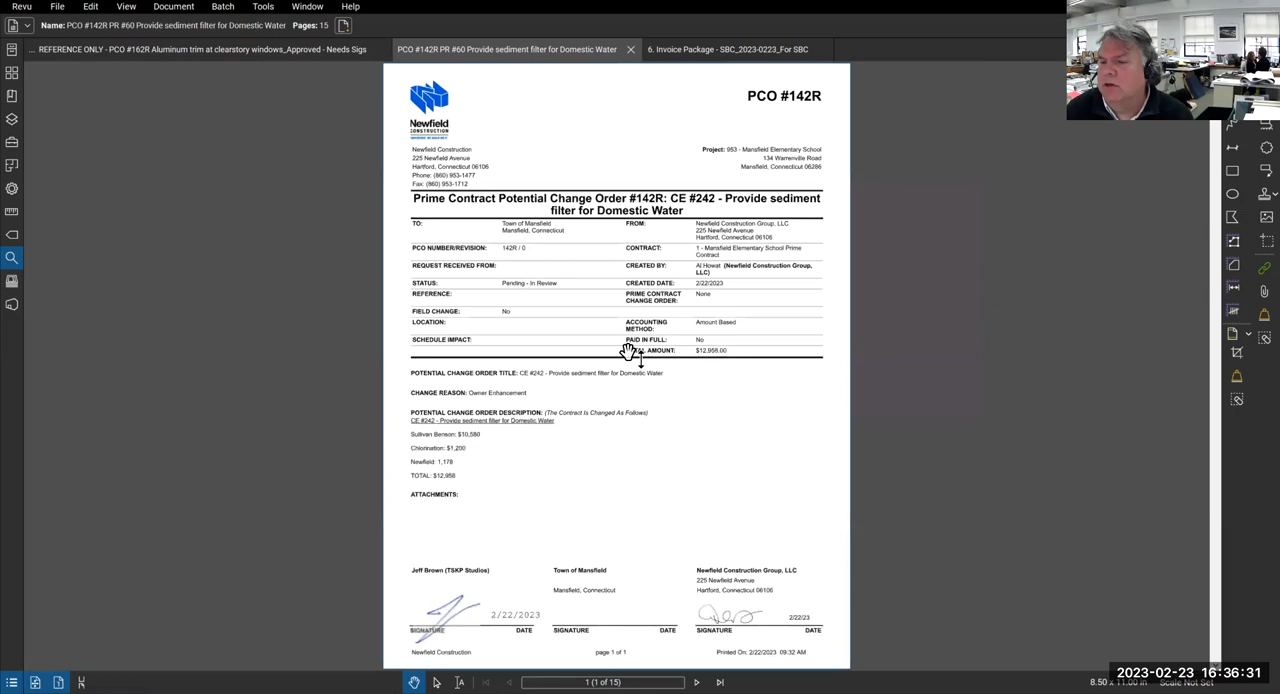 Revu File Edit View Document Batch Tools Window Help
Name: PCO #142R PR #60 Provide sediment filter for Domestic Water Pages: 15
... REFERENCE ONLY - PCO #162R Aluminum trim at clearstory windows_Approved - Needs Sigs
PCO #142R PR #60 Provide sediment filter for Domestic Water
6. Invoice Package - SBC_2023-0223_For SBC
PCO #142R
Newfield
CONSTRUCTION
Newfield Construction
225 Newfield Avenue
Hartford, Connecticut 06106
Phone: (860) 953-1477
Fax: (860) 953-1712
Project: 953 - Mansfield Elementary School
134 Warrenville Road
Mansfield, Connecticut 06286
Prime Contract Potential Change Order #142R: CE #242 - Provide sediment
filter for Domestic Water
TO: Town of Mansfield
Mansfield, Connecticut
FROM: Newfield Construction Group, LLC
225 Newfield Avenue
Hartford, Connecticut 06106
PCO NUMBER/REVISION: 142R / 0
CONTRACT: 1 - Mansfield Elementary School Prime
Contract
REQUEST RECEIVED FROM:
CREATED BY: Al Howat (Newfield Construction Group,
LLC)
STATUS: Pending - In Review
CREATED DATE: 2/22/2023
REFERENCE:
PRIME CONTRACT
CHANGE ORDER: None
FIELD CHANGE: No
LOCATION:
ACCOUNTING
METHOD: Amount Based
SCHEDULE IMPACT:
PAID IN FULL: No
AMOUNT: $12,958.00
POTENTIAL CHANGE ORDER TITLE: CE #242 - Provide sediment filter for Domestic Water
CHANGE REASON: Owner Enhancement
POTENTIAL CHANGE ORDER DESCRIPTION: (The Contract Is Changed As Follows)
CE #242 - Provide sediment filter for Domestic Water
Sullivan Benson: $10,580
Chlorination: $1,200
Newfield: 1,178
TOTAL: $12,958
ATTACHMENTS:
Jeff Brown (TSKP Studios)
Town of Mansfield
Mansfield, Connecticut
Newfield Construction Group, LLC
225 Newfield Avenue
Hartford, Connecticut 06106
2/22/2023
2/22/23
SIGNATURE DATE SIGNATURE DATE SIGNATURE DATE
Newfield Construction page 1 of 1 Printed On: 2/22/2023 09:32 AM
1 (1 of 15)
2023-02-23 16:36:31